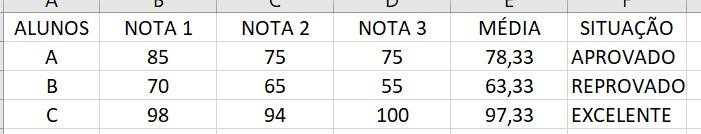 A B C D E F
ALUNOS NOTA 1 NOTA 2 NOTA 3 MÉDIA SITUAÇÃO
A 85 75 75 78,33 APROVADO
B 70 65 55 63,33 REPROVADO
C 98 94 100 97,33 EXCELENTE